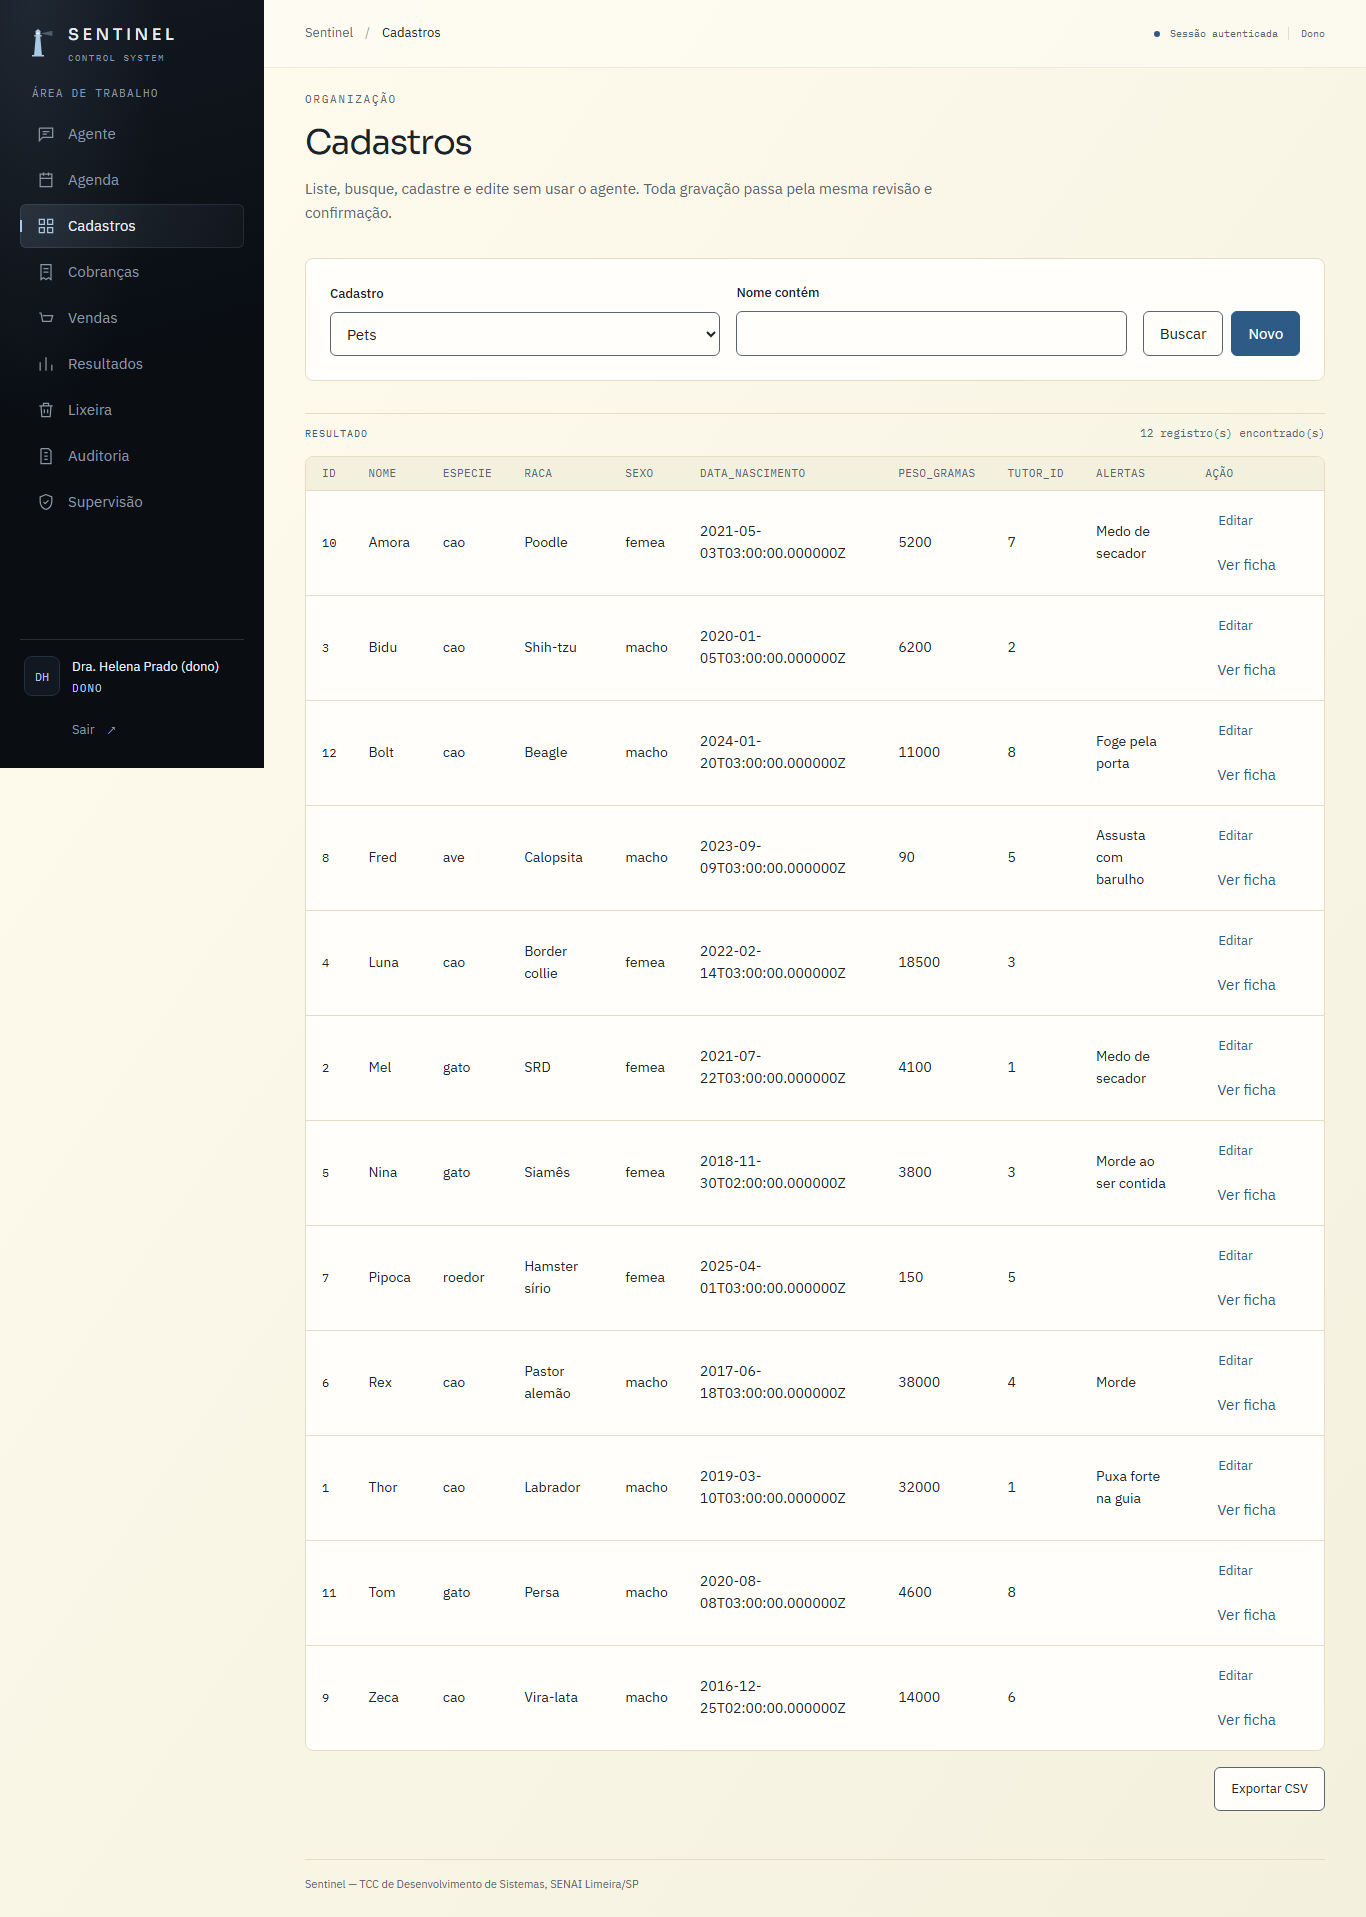 SENTINEL
CONTROL SYSTEM
ÁREA DE TRABALHO
Agente
Agenda
Cadastros
Cobranças
Vendas
Resultados
Lixeira
Auditoria
Supervisão
DH
Dra. Helena Prado (dono)
DONO
Sair ↗
Sentinel / Cadastros
Sessão autenticada
Dono
ORGANIZAÇÃO
Cadastros
Liste, busque, cadastre e edite sem usar o agente. Toda gravação passa pela mesma revisão e
confirmação.
Cadastro
Nome contém
Pets
Buscar
Novo
RESULTADO
12 registro(s) encontrado(s)
ID NOME ESPECIE RACA SEXO DATA_NASCIMENTO PESO_GRAMAS TUTOR_ID ALERTAS AÇÃO
10 Amora cao Poodle femea 2021-05-03T03:00:00.000000Z 5200 7 Medo de secador Editar Ver ficha
3 Bidu cao Shih-tzu macho 2020-01-05T03:00:00.000000Z 6200 2 Editar Ver ficha
12 Bolt cao Beagle macho 2024-01-20T03:00:00.000000Z 11000 8 Foge pela porta Editar Ver ficha
8 Fred ave Calopsita macho 2023-09-09T03:00:00.000000Z 90 5 Assusta com barulho Editar Ver ficha
4 Luna cao Border collie femea 2022-02-14T03:00:00.000000Z 18500 3 Editar Ver ficha
2 Mel gato SRD femea 2021-07-22T03:00:00.000000Z 4100 1 Medo de secador Editar Ver ficha
5 Nina gato Siamês femea 2018-11-30T02:00:00.000000Z 3800 3 Morde ao ser contida Editar Ver ficha
7 Pipoca roedor Hamster sírio femea 2025-04-01T03:00:00.000000Z 150 5 Editar Ver ficha
6 Rex cao Pastor alemão macho 2017-06-18T03:00:00.000000Z 38000 4 Morde Editar Ver ficha
1 Thor cao Labrador macho 2019-03-10T03:00:00.000000Z 32000 1 Puxa forte na guia Editar Ver ficha
11 Tom gato Persa macho 2020-08-08T03:00:00.000000Z 4600 8 Editar Ver ficha
9 Zeca cao Vira-lata macho 2016-12-25T02:00:00.000000Z 14000 6 Editar Ver ficha
Exportar CSV
Sentinel — TCC de Desenvolvimento de Sistemas, SENAI Limeira/SP